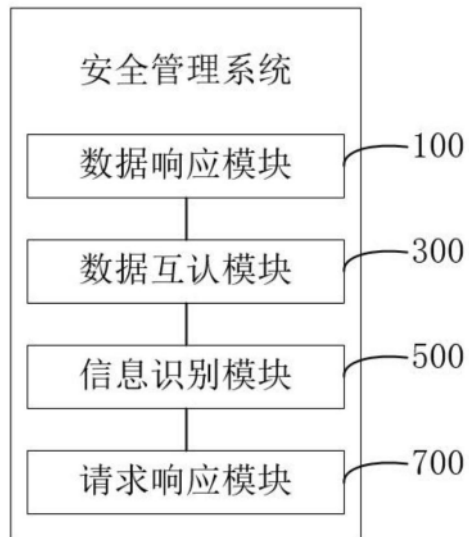 安全管理系统
数据响应模块 100
数据互认模块 300
信息识别模块 500
请求响应模块 700